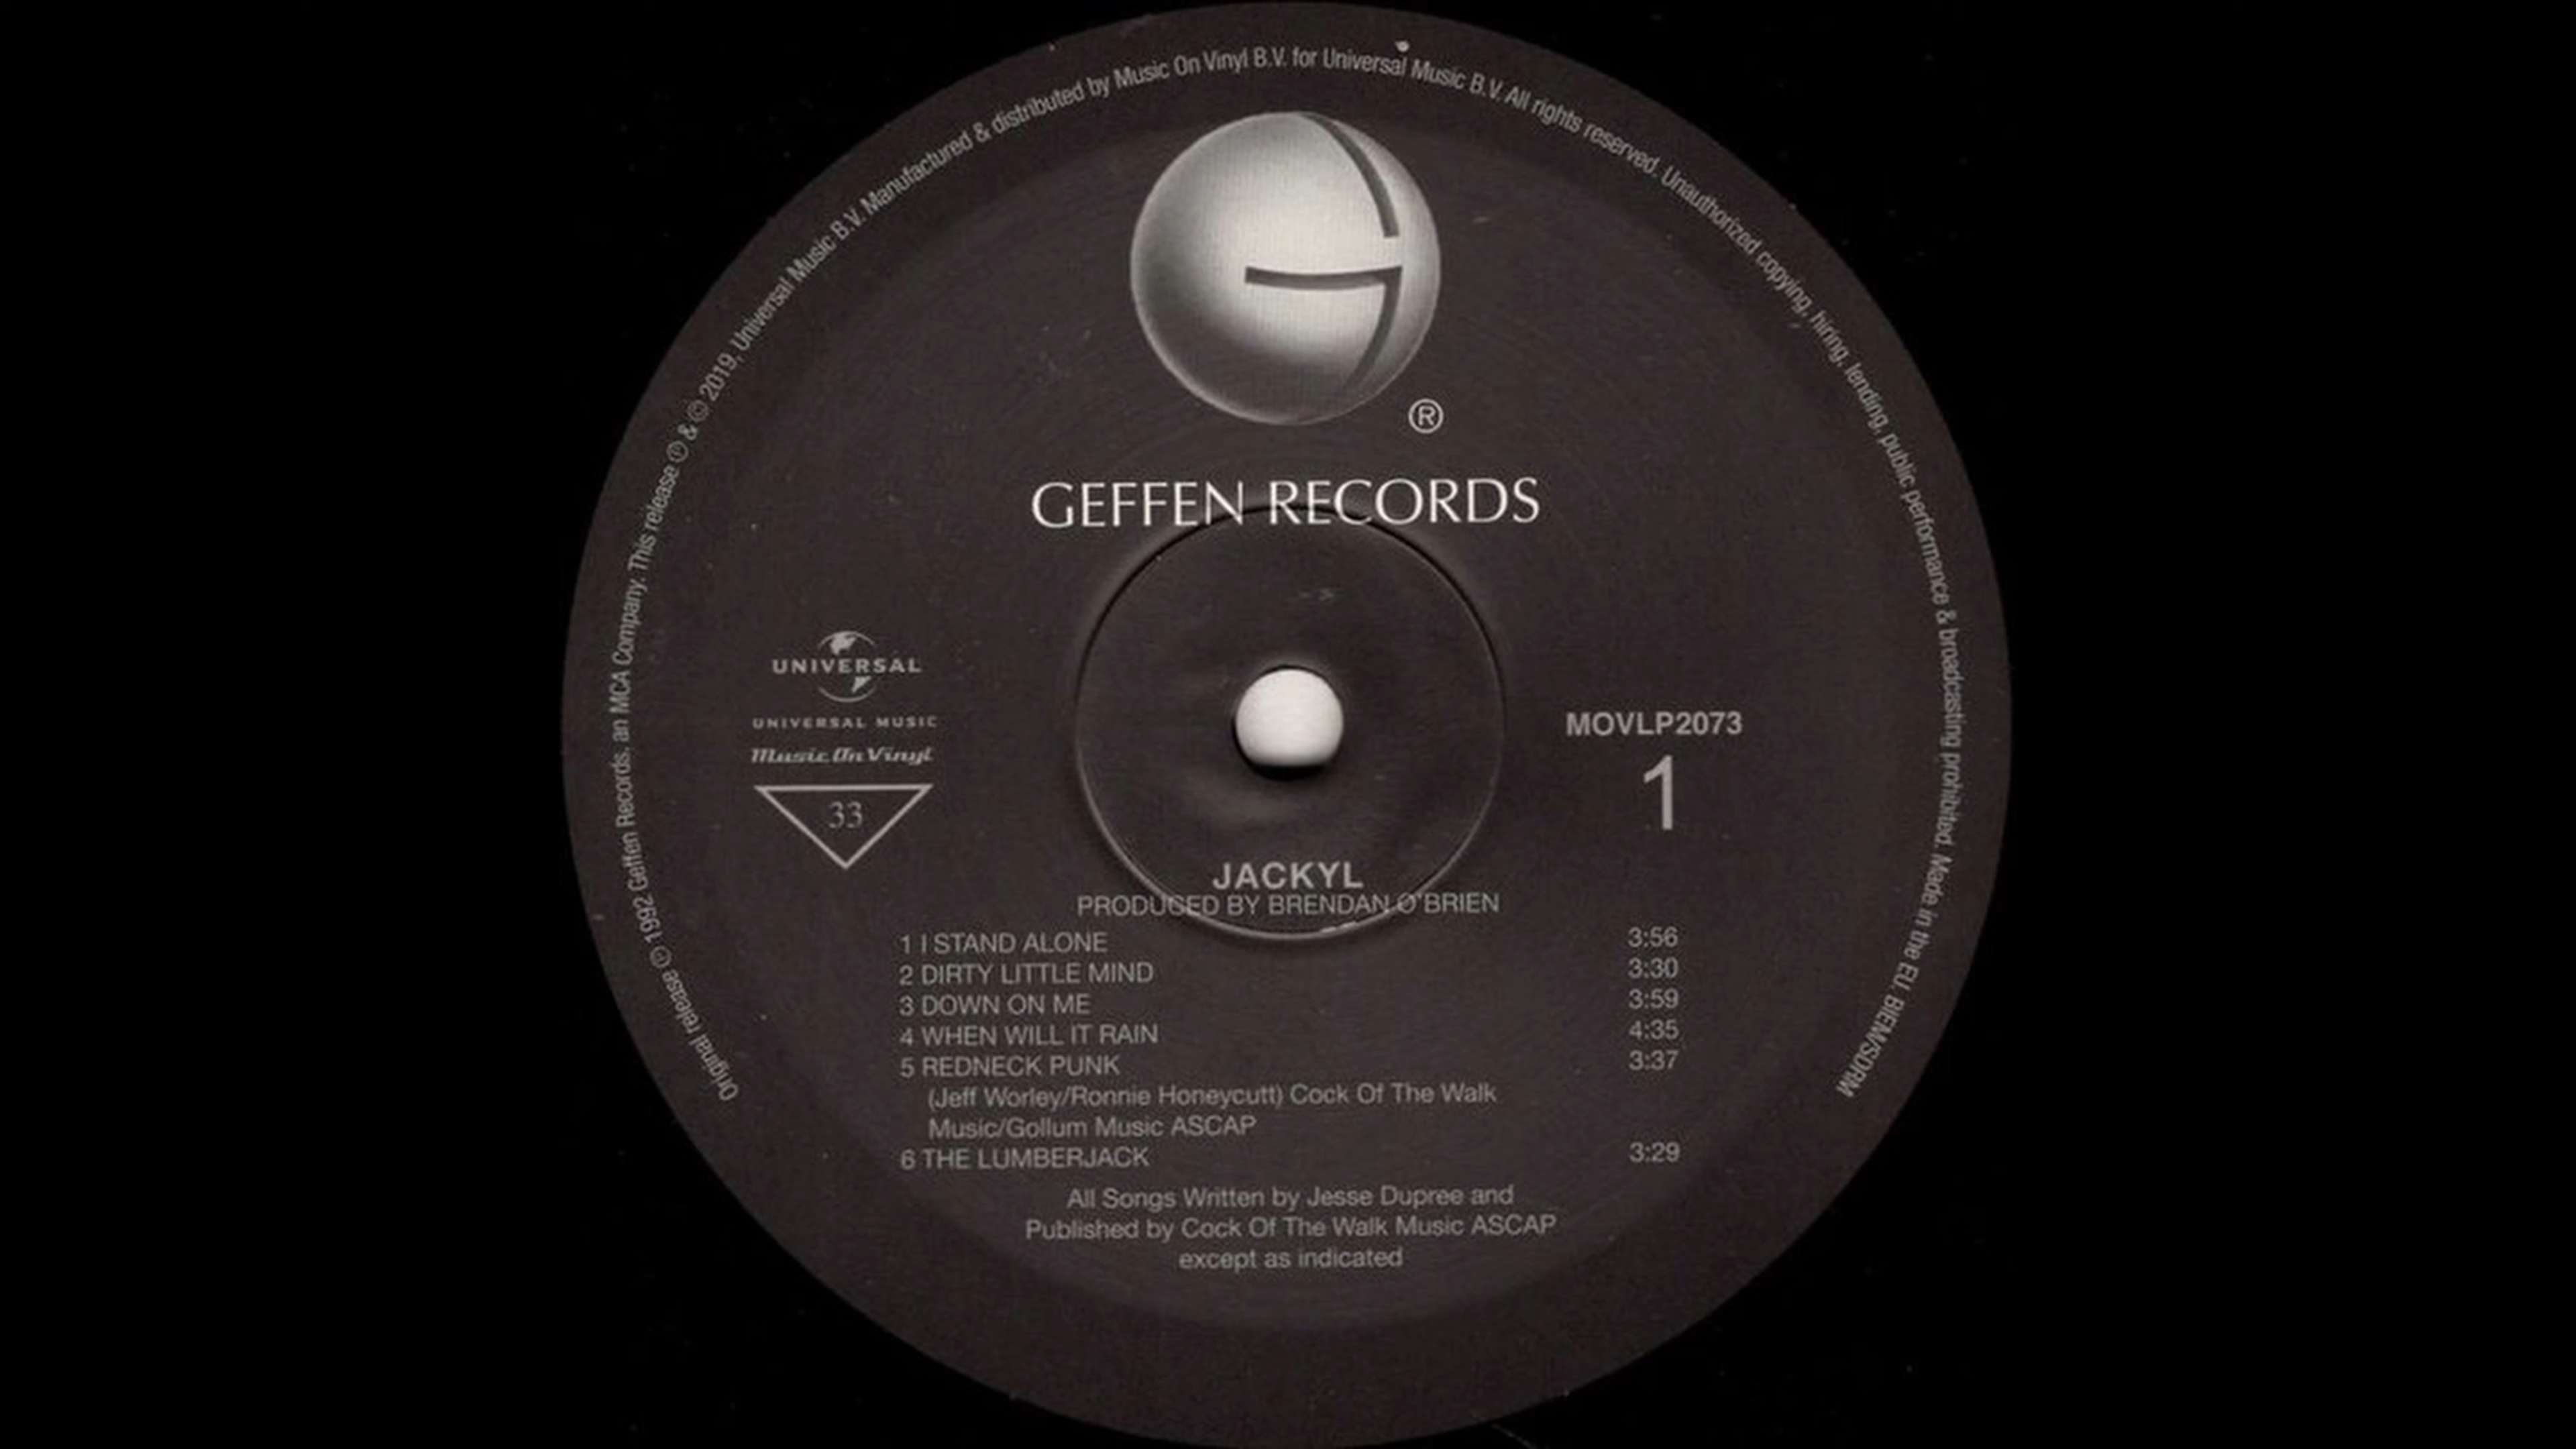 Original release ℗ 1992 Geffen Records, an MCA Company. This release ℗ & © 2019, Universal Music B.V. Manufactured & distributed by Music On Vinyl B.V. for Universal Music B.V. All rights reserved. Unauthorized copying, hiring, lending, public performance & broadcasting prohibited. Made in the EU. BIEM/SDRM
®
GEFFEN RECORDS
UNIVERSAL
UNIVERSAL MUSIC
Music On Vinyl
33
MOVLP2073
1
JACKYL
PRODUCED BY BRENDAN O'BRIEN
1 I STAND ALONE 3:56
2 DIRTY LITTLE MIND 3:30
3 DOWN ON ME 3:59
4 WHEN WILL IT RAIN 4:35
5 REDNECK PUNK 3:37
(Jeff Worley/Ronnie Honeycutt) Cock Of The Walk
Music/Gollum Music ASCAP
6 THE LUMBERJACK 3:29
All Songs Written by Jesse Dupree and
Published by Cock Of The Walk Music ASCAP
except as indicated